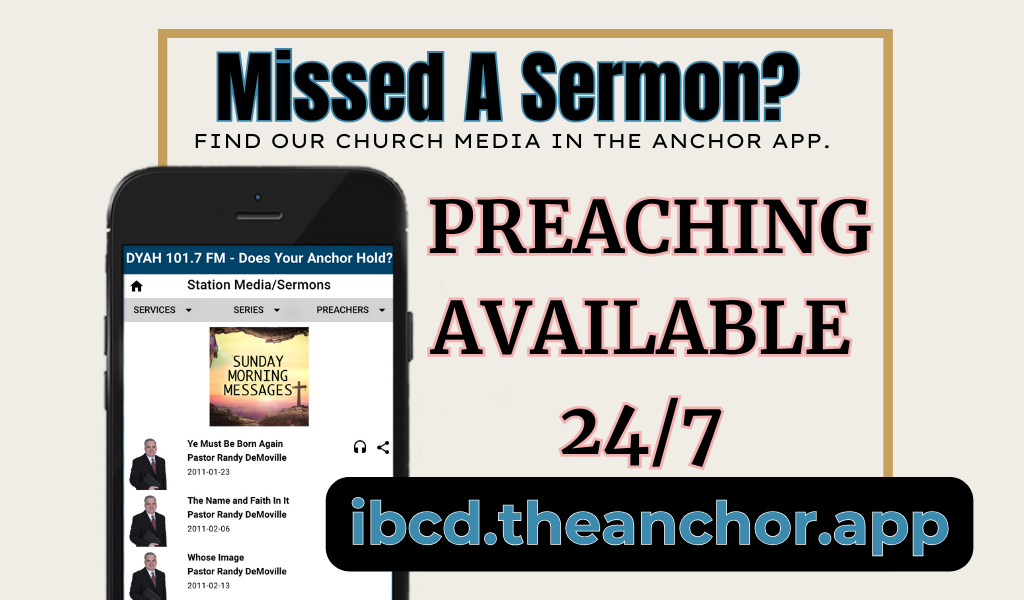 Missed A Sermon?
FIND OUR CHURCH MEDIA IN THE ANCHOR APP.
PREACHING
AVAILABLE
24/7
DYAH 101.7 FM - Does Your Anchor Hold?
Station Media/Sermons
SERVICES SERIES PREACHERS
SUNDAY
MORNING
MESSAGES
Ye Must Be Born Again
Pastor Randy DeMoville
2011-01-23
The Name and Faith In It
Pastor Randy DeMoville
2011-02-06
Whose Image
Pastor Randy DeMoville
2011-02-13
ibcd.theanchor.app